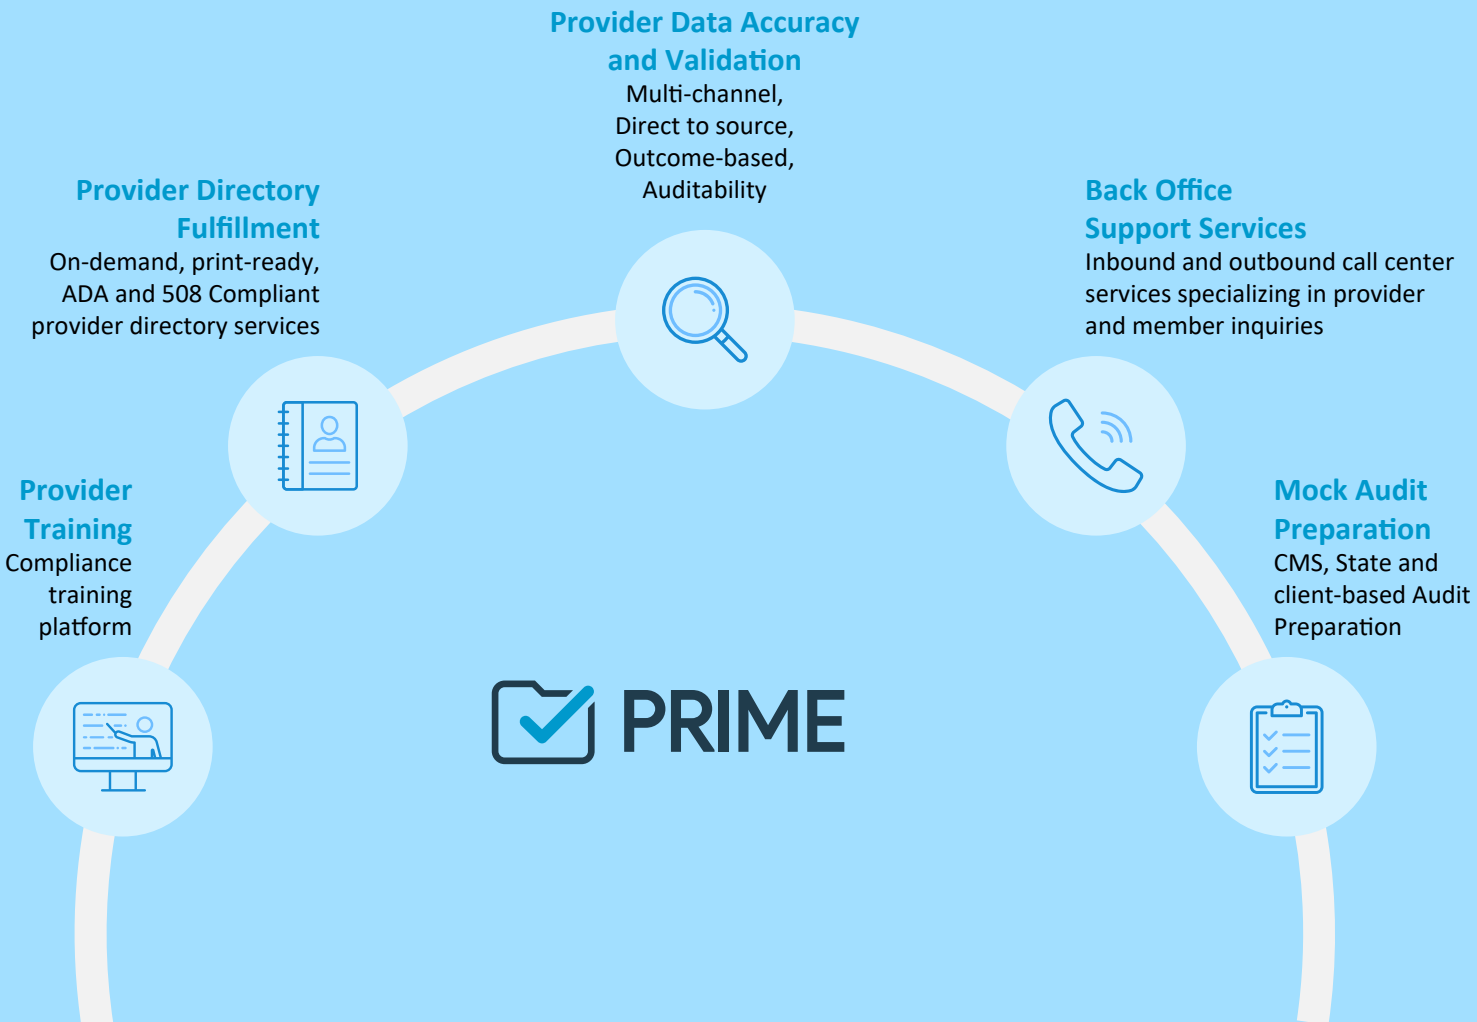 Provider Data Accuracy
and Validation
Multi-channel,
Direct to source,
Outcome-based,
Auditability
Provider Directory
Fulfillment
On-demand, print-ready,
ADA and 508 Compliant
provider directory services
Back Office
Support Services
Inbound and outbound call center
services specializing in provider
and member inquiries
Provider
Training
Compliance
training
platform
Mock Audit
Preparation
CMS, State and
client-based Audit
Preparation
PRIME